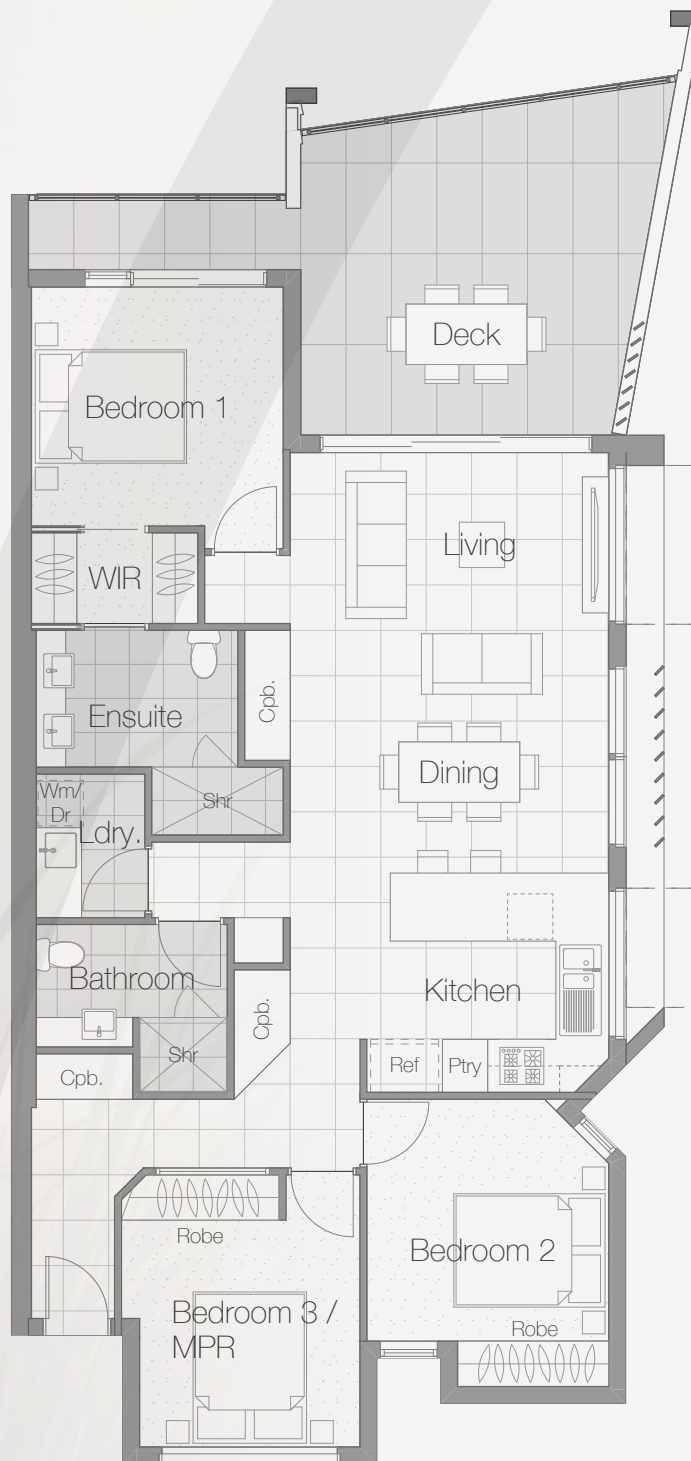 Deck
Bedroom 1
Living
WIR
Cpb.
Ensuite
Dining
Wm/
Dr
Shr
Ldry.
Bathroom
Kitchen
Cpb.
Shr
Ref
Ptry
Cpb.
Robe
Bedroom 2
Bedroom 3 /
MPR
Robe